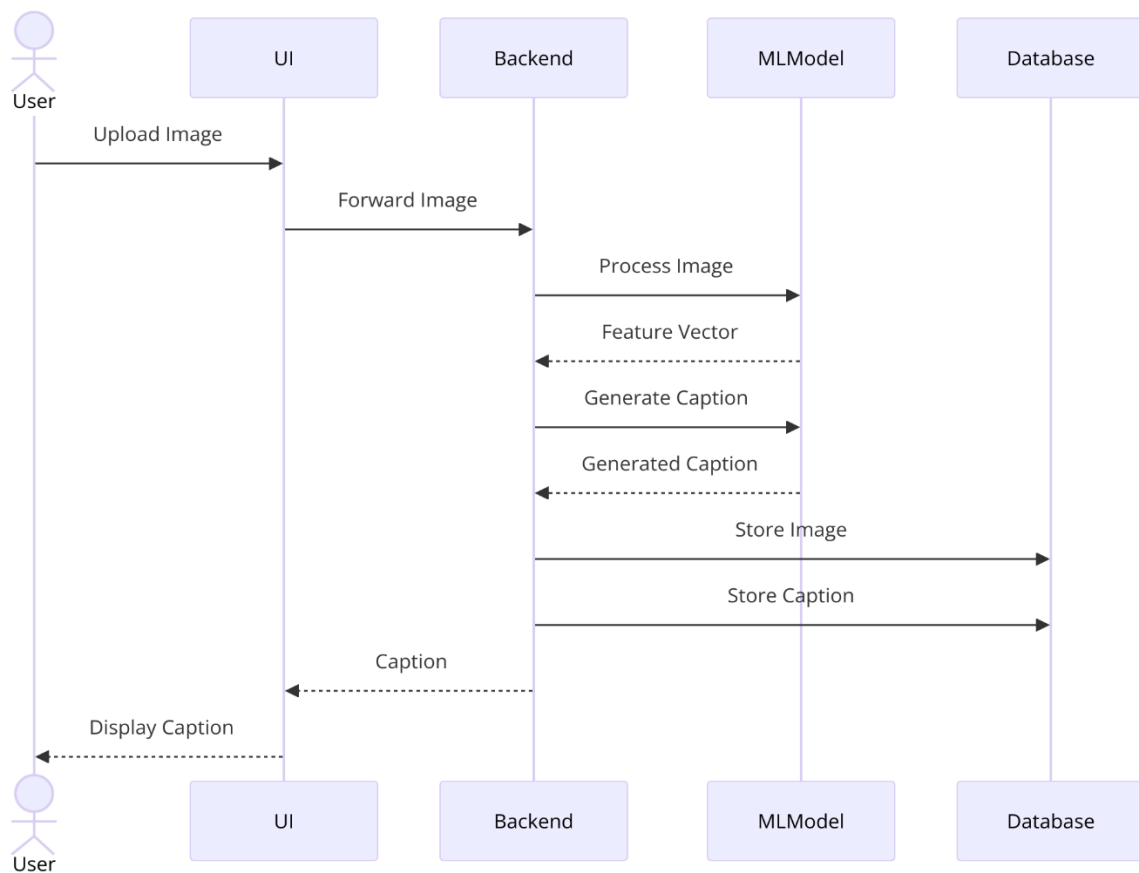 User
UI
Backend
MLModel
Database
Upload Image
Forward Image
Process Image
Feature Vector
Generate Caption
Generated Caption
Store Image
Store Caption
Caption
Display Caption
User
UI
Backend
MLModel
Database